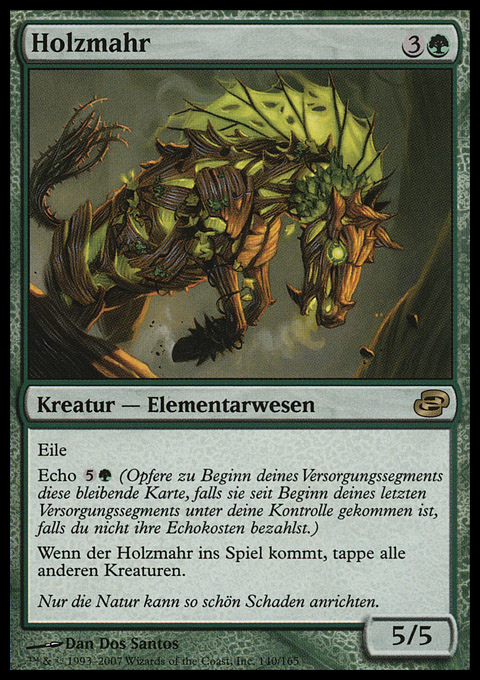 Holzmahr
3
Kreatur — Elementarwesen
Eile
Echo 5 (Opfere zu Beginn deines Versorgungssegments
diese bleibende Karte, falls sie seit Beginn deines letzten
Versorgungssegments unter deine Kontrolle gekommen ist,
falls du nicht ihre Echokosten bezahlst.)
Wenn der Holzmahr ins Spiel kommt, tappe alle
anderen Kreaturen.
Nur die Natur kann so schön Schaden anrichten.
5/5
Dan Dos Santos
™ & © 1993–2007 Wizards of the Coast, Inc. 140/165